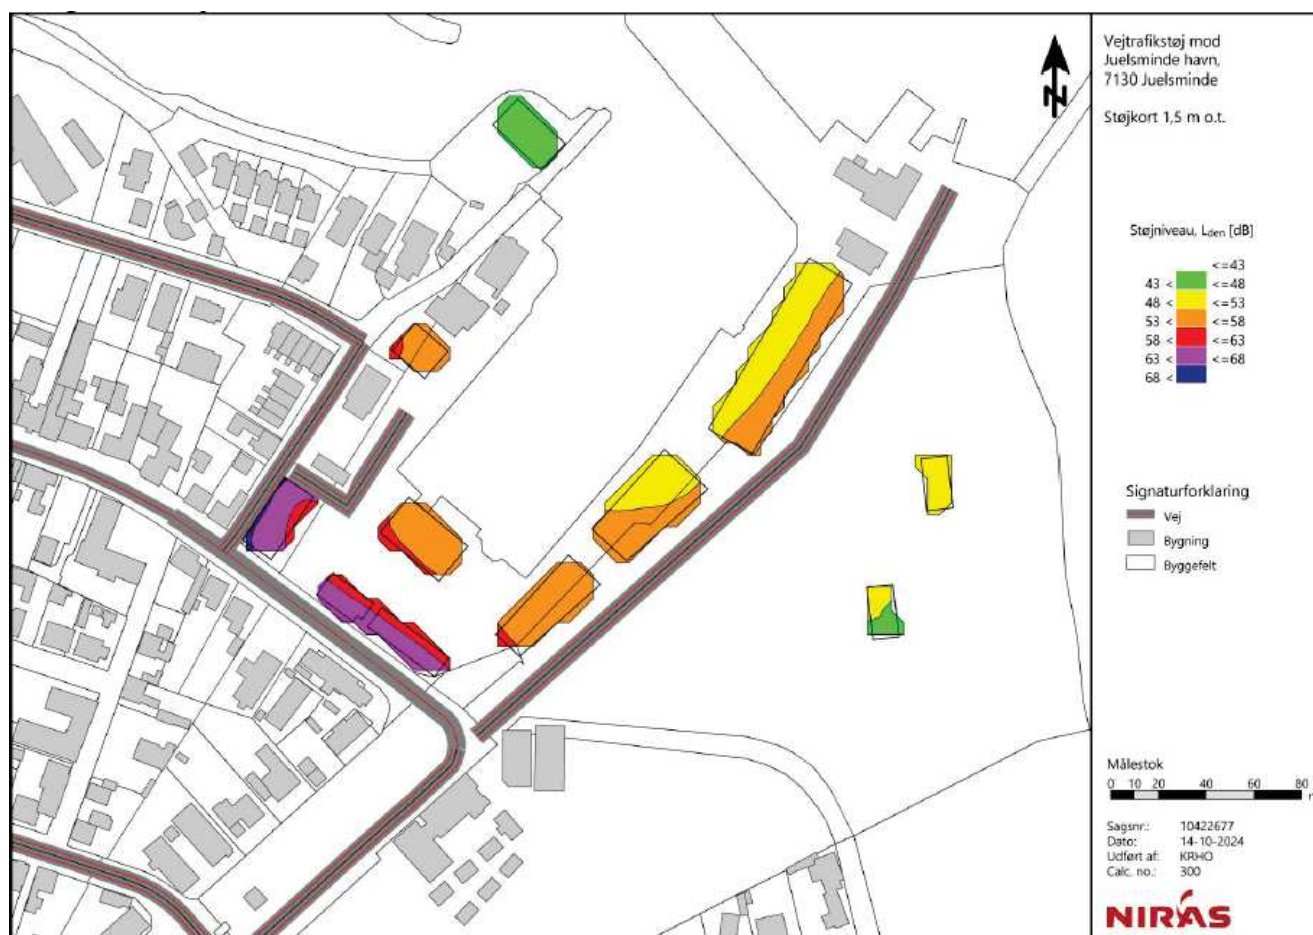 Vejtrafikstøj mod
Juelsminde havn,
7130 Juelsminde
Støjkort 1,5 m o.t.
N
Støjniveau, Lden [dB]
<=43
43 < <=48
48 < <=53
53 < <=58
58 < <=63
63 < <=68
68 <
Signaturforklaring
Vej
Bygning
Byggefelt
Målestok
0 10 20 40 60 80
Sagsnr.: 10422677
Dato: 14-10-2024
Udført af: KRHO
Calc. no.: 300
NIRAS